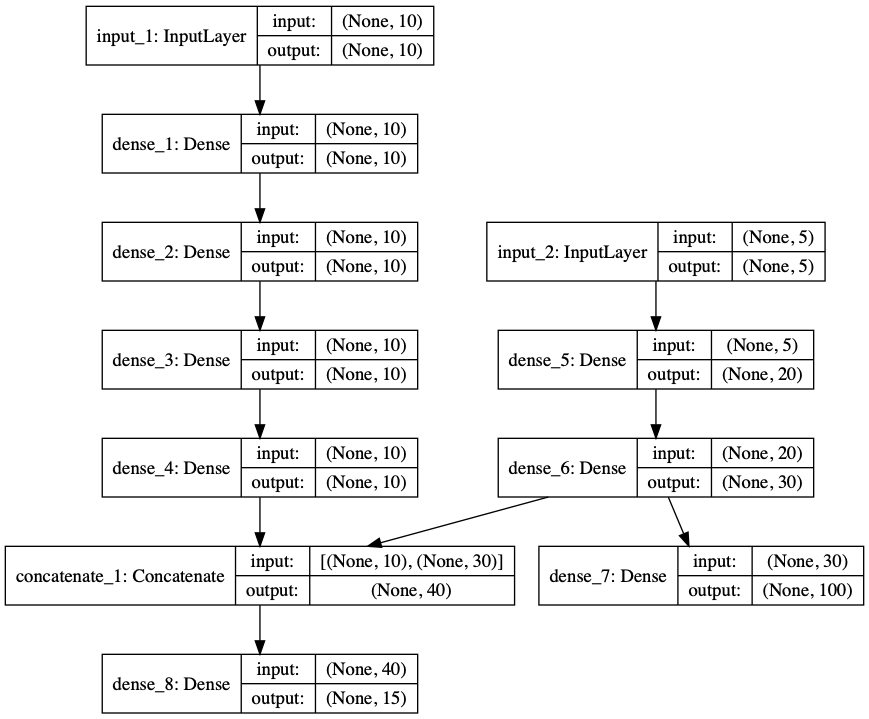 input_1: InputLayer
input: (None, 10)
output: (None, 10)
dense_1: Dense
input: (None, 10)
output: (None, 10)
dense_2: Dense
input: (None, 10)
output: (None, 10)
input_2: InputLayer
input: (None, 5)
output: (None, 5)
dense_3: Dense
input: (None, 10)
output: (None, 10)
dense_5: Dense
input: (None, 5)
output: (None, 20)
dense_4: Dense
input: (None, 10)
output: (None, 10)
dense_6: Dense
input: (None, 20)
output: (None, 30)
concatenate_1: Concatenate
input: [(None, 10), (None, 30)]
output: (None, 40)
dense_7: Dense
input: (None, 30)
output: (None, 100)
dense_8: Dense
input: (None, 40)
output: (None, 15)